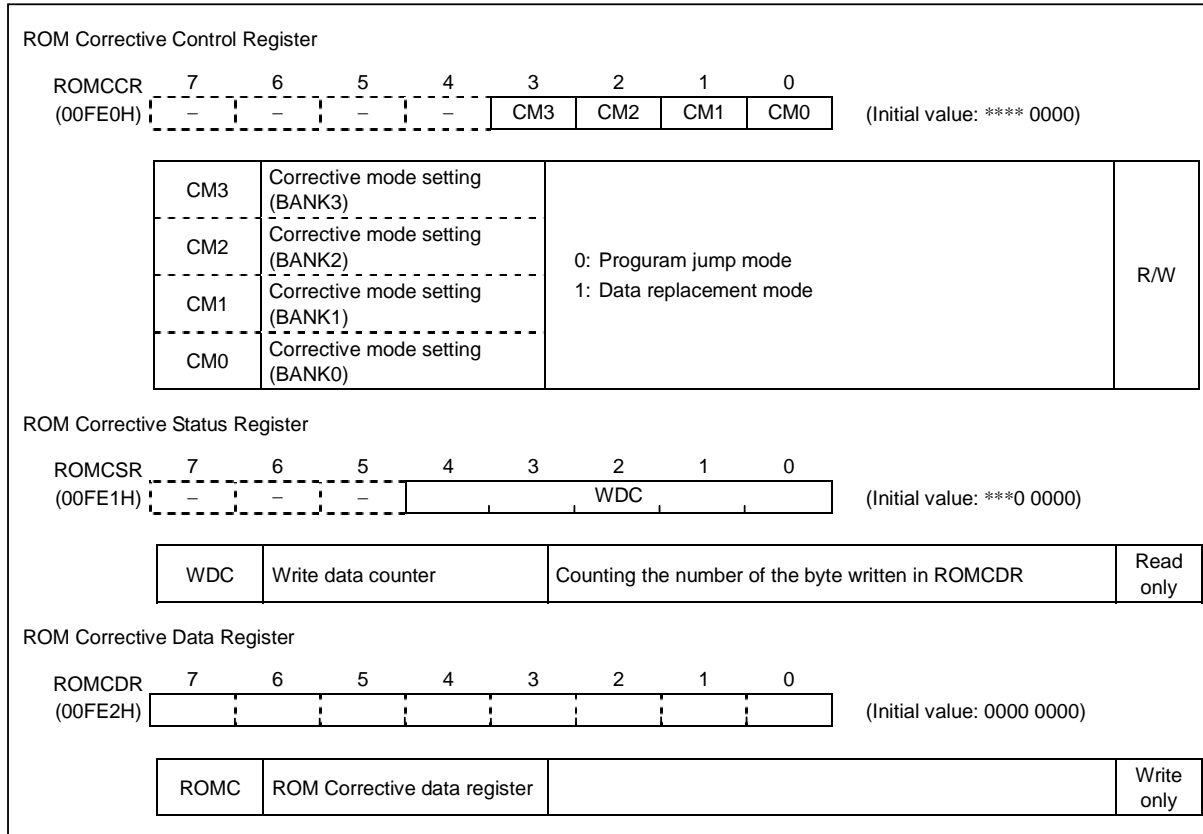 ROM Corrective Control Register
ROMCCR 7 6 5 4 3 2 1 0
(00FE0H) – – – – CM3 CM2 CM1 CM0 (Initial value: **** 0000)
CM3 Corrective mode setting
(BANK3)
CM2 Corrective mode setting
(BANK2)
CM1 Corrective mode setting
(BANK1)
CM0 Corrective mode setting
(BANK0)
0: Proguram jump mode
1: Data replacement mode
R/W
ROM Corrective Status Register
ROMCSR 7 6 5 4 3 2 1 0
(00FE1H) – – – WDC (Initial value: ***0 0000)
WDC Write data counter Counting the number of the byte written in ROMCDR Read
only
ROM Corrective Data Register
ROMCDR 7 6 5 4 3 2 1 0
(00FE2H) (Initial value: 0000 0000)
ROMC ROM Corrective data register Write
only